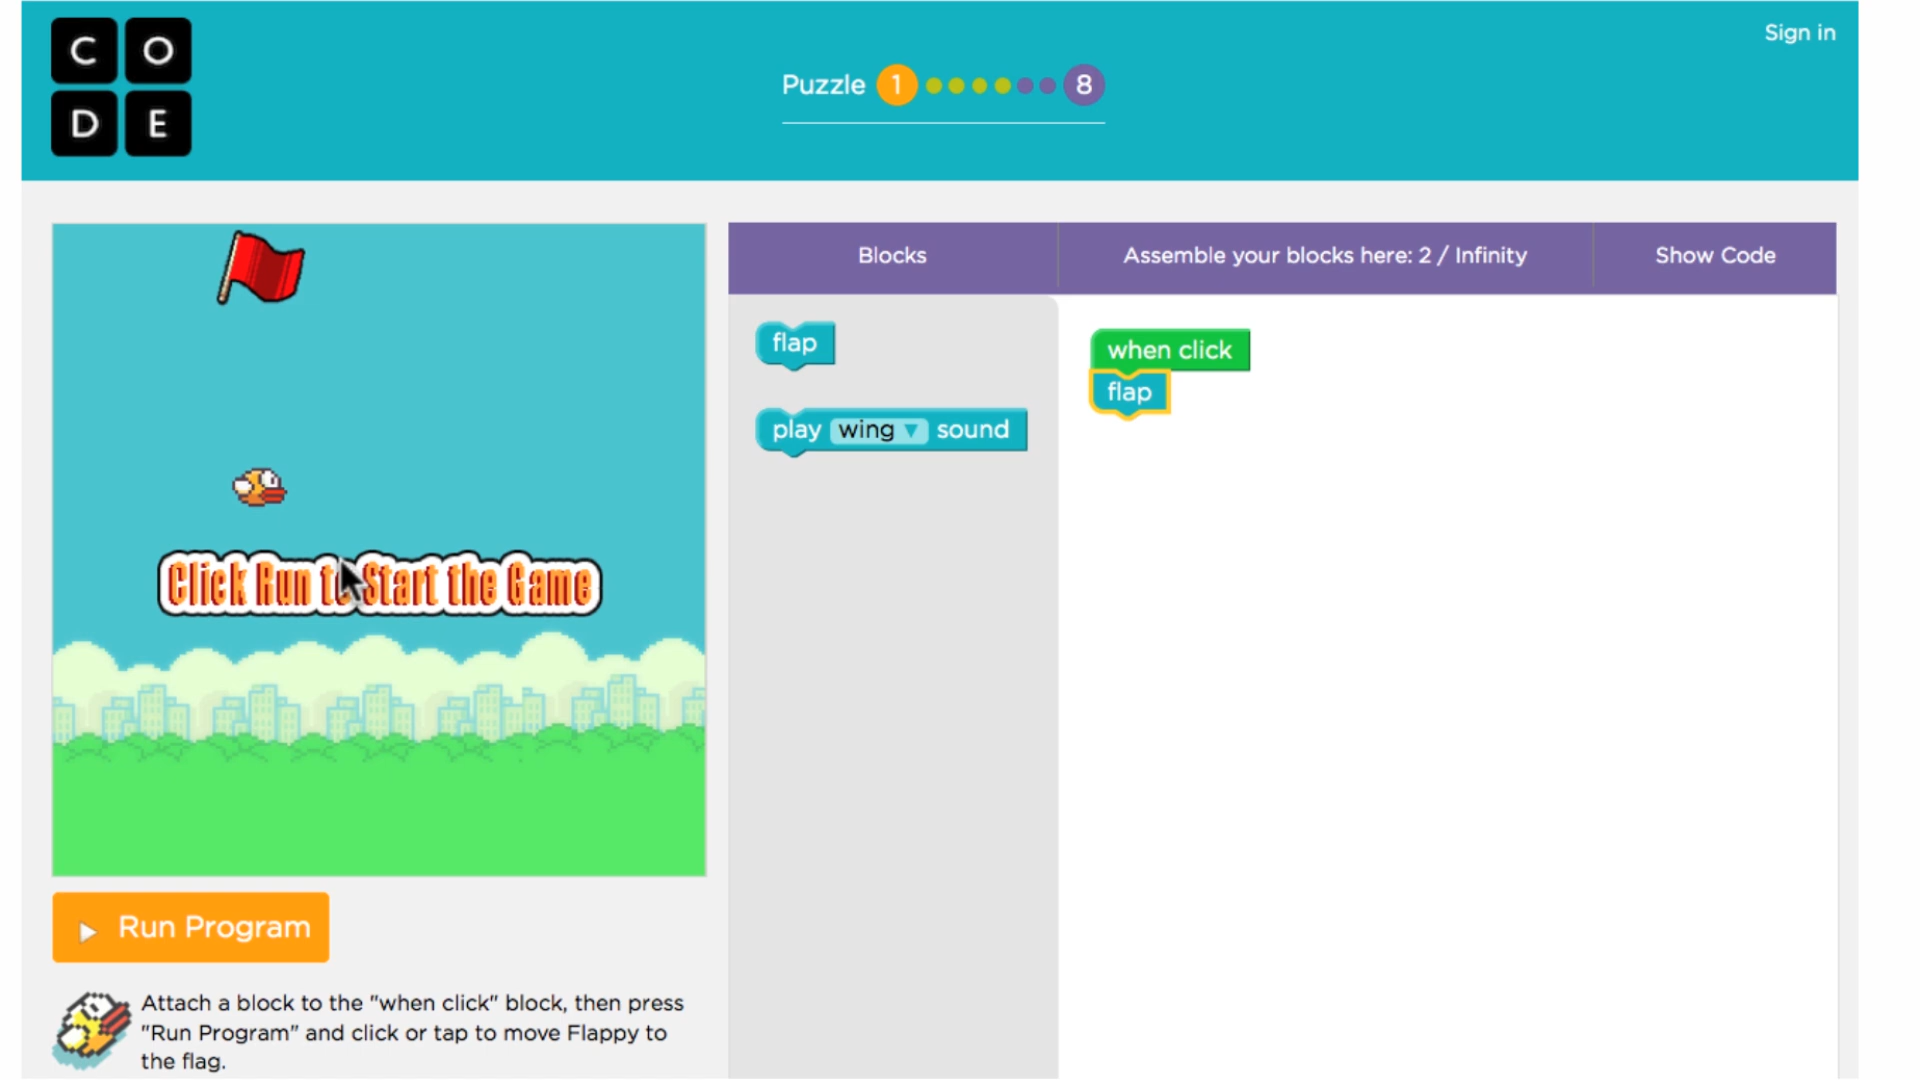 C O
D E
Sign in
Puzzle 1 8
Blocks
Assemble your blocks here: 2 / Infinity
Show Code
flap
play wing sound
when click
flap
Click Run to Start the Game
Run Program
Attach a block to the "when click" block, then press
"Run Program" and click or tap to move Flappy to
the flag.